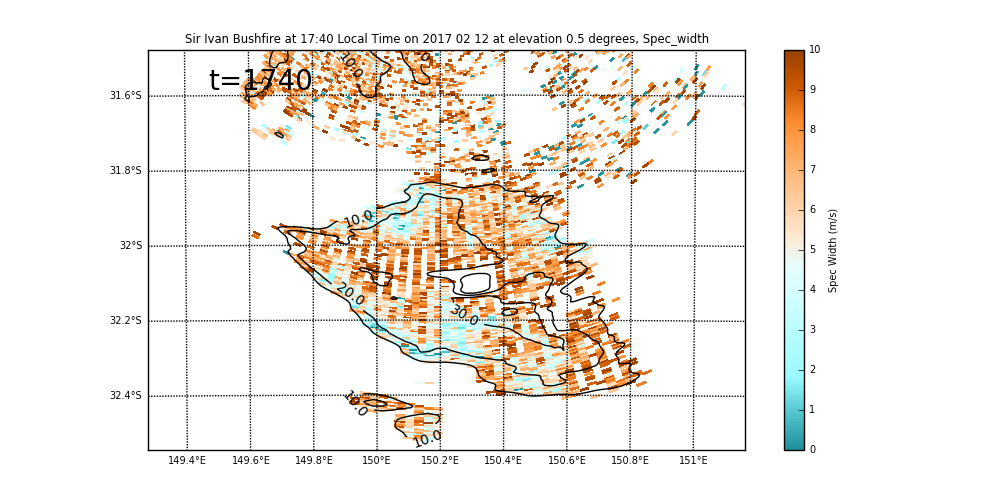 Sir Ivan Bushfire at 17:40 Local Time on 2017 02 12 at elevation 0.5 degrees, Spec_width
t=1740
10.0
31.6°S
31.8°S
32°S
32.2°S
32.4°S
10.0
20.0
30.0
10.0
10.0
149.4°E 149.6°E 149.8°E 150°E 150.2°E 150.4°E 150.6°E 150.8°E 151°E
10
9
8
7
6
5
4
3
2
1
0
Spec Width (m/s)